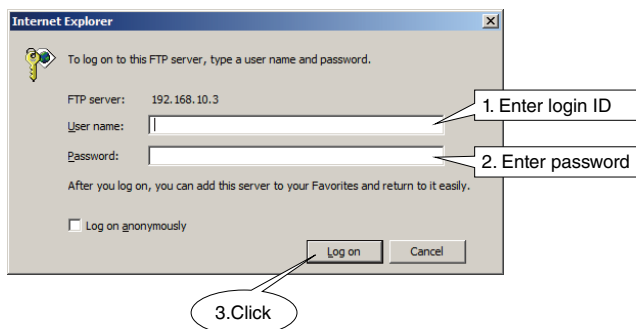 Internet Explorer
To log on to this FTP server, type a user name and password.
FTP server: 192.168.10.3
User name:
1. Enter login ID
Password:
2. Enter password
After you log on, you can add this server to your Favorites and return to it easily.
Log on anonymously
Log on Cancel
3.Click